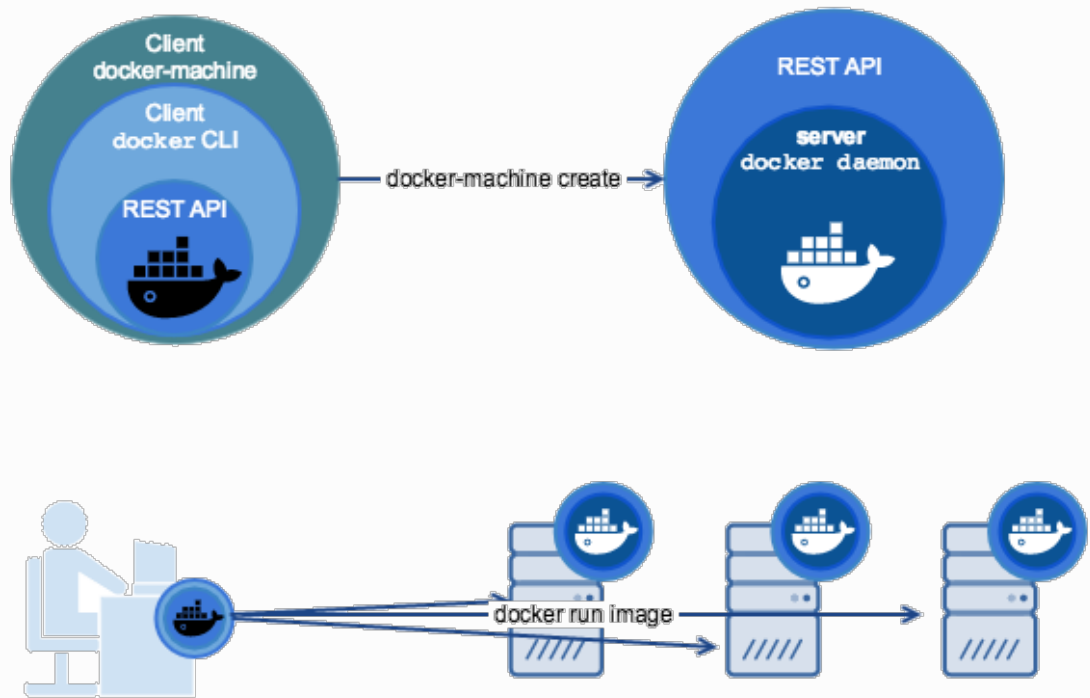 Client
docker-machine
Client
docker CLI
REST API
docker-machine create
REST API
server
docker daemon
docker run image